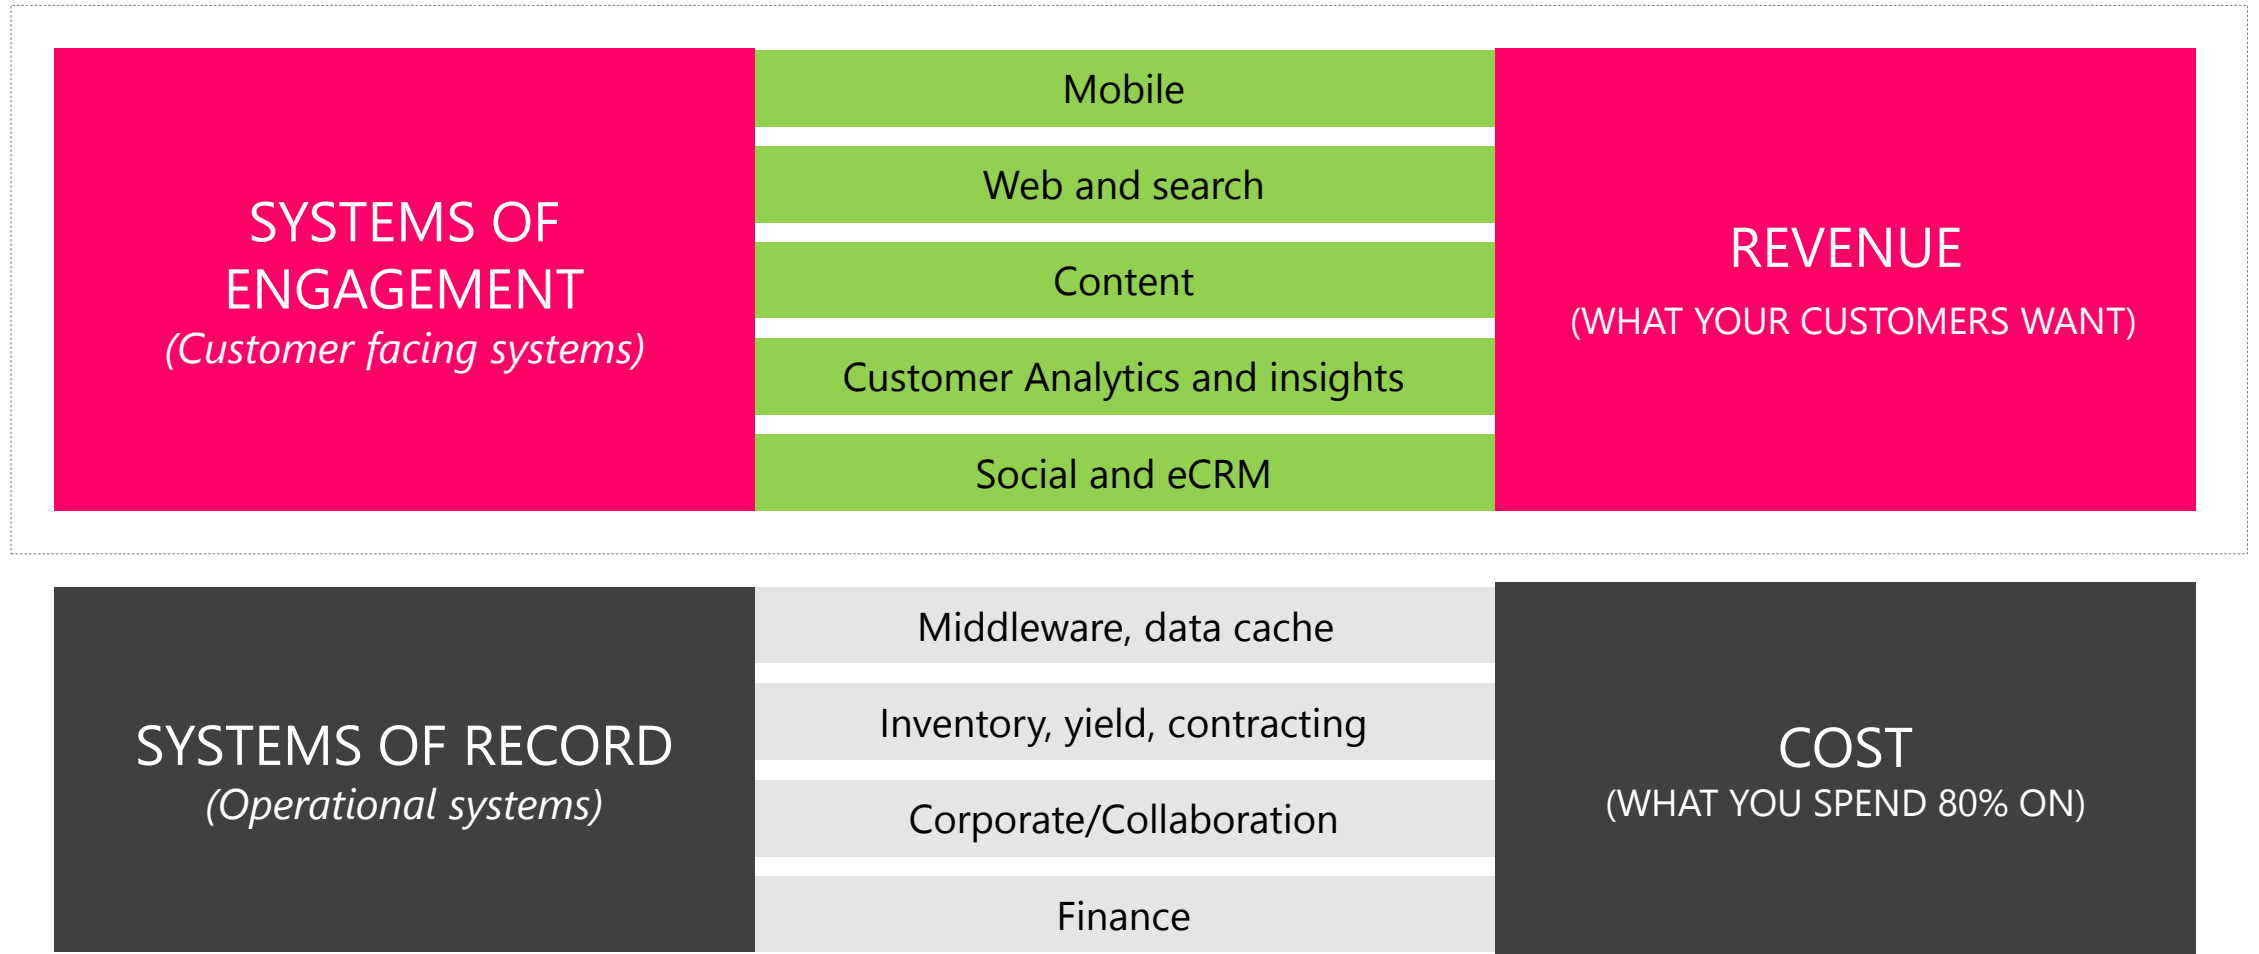 SYSTEMS OF
ENGAGEMENT
(Customer facing systems)
Mobile
Web and search
Content
Customer Analytics and insights
Social and eCRM
REVENUE
(WHAT YOUR CUSTOMERS WANT)
SYSTEMS OF RECORD
(Operational systems)
Middleware, data cache
Inventory, yield, contracting
Corporate/Collaboration
Finance
COST
(WHAT YOU SPEND 80% ON)